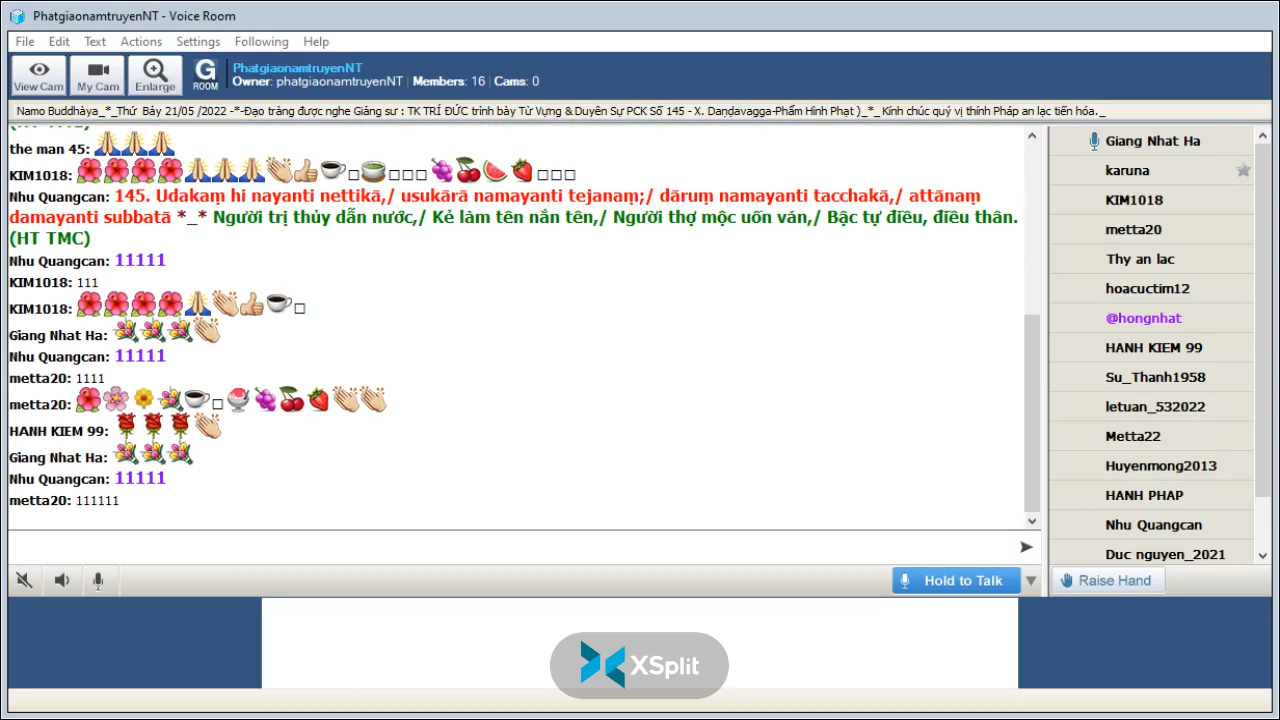 PhatgiaonamtruyenNT - Voice Room
File Edit Text Actions Settings Following Help
View Cam My Cam Enlarge G ROOM
PhatgiaonamtruyenNT
Owner: phatgiaonamtruyenNT | Members: 16 | Cams: 0
Namo Buddhàya_*_Thứ Bảy 21/05 /2022 -*-Đạo tràng được nghe Giảng sư : TK TRÍ ĐỨC trình bày Từ Vựng & Duyên Sự PCK Số 145 - X. Daṇḍavagga-Phẩm Hình Phạt )_*_Kính chúc quý vị thính Pháp an lạc tiến hóa._
the man 45:
KIM1018:
Nhu Quangcan: 145. Udakaṃ hi nayanti nettikā,/ usukārā namayanti tejanaṃ;/ dāruṃ namayanti tacchakā,/ attānaṃ
damayanti subbatā *_* Người trị thủy dẫn nước,/ Kẻ làm tên nắn tên,/ Người thợ mộc uốn ván,/ Bậc tự điều, điều thân.
(HT TMC)
Nhu Quangcan: 11111
KIM1018: 111
KIM1018:
Giang Nhat Ha:
Nhu Quangcan: 11111
metta20: 1111
metta20:
HANH KIEM 99:
Giang Nhat Ha:
Nhu Quangcan: 11111
metta20: 111111
Giang Nhat Ha
karuna
KIM1018
metta20
Thy an lac
hoacuctim12
@hongnhat
HANH KIEM 99
Su_Thanh1958
letuan_532022
Metta22
Huyenmong2013
HANH PHAP
Nhu Quangcan
Duc nguyen_2021
Hold to Talk
Raise Hand
XSplit